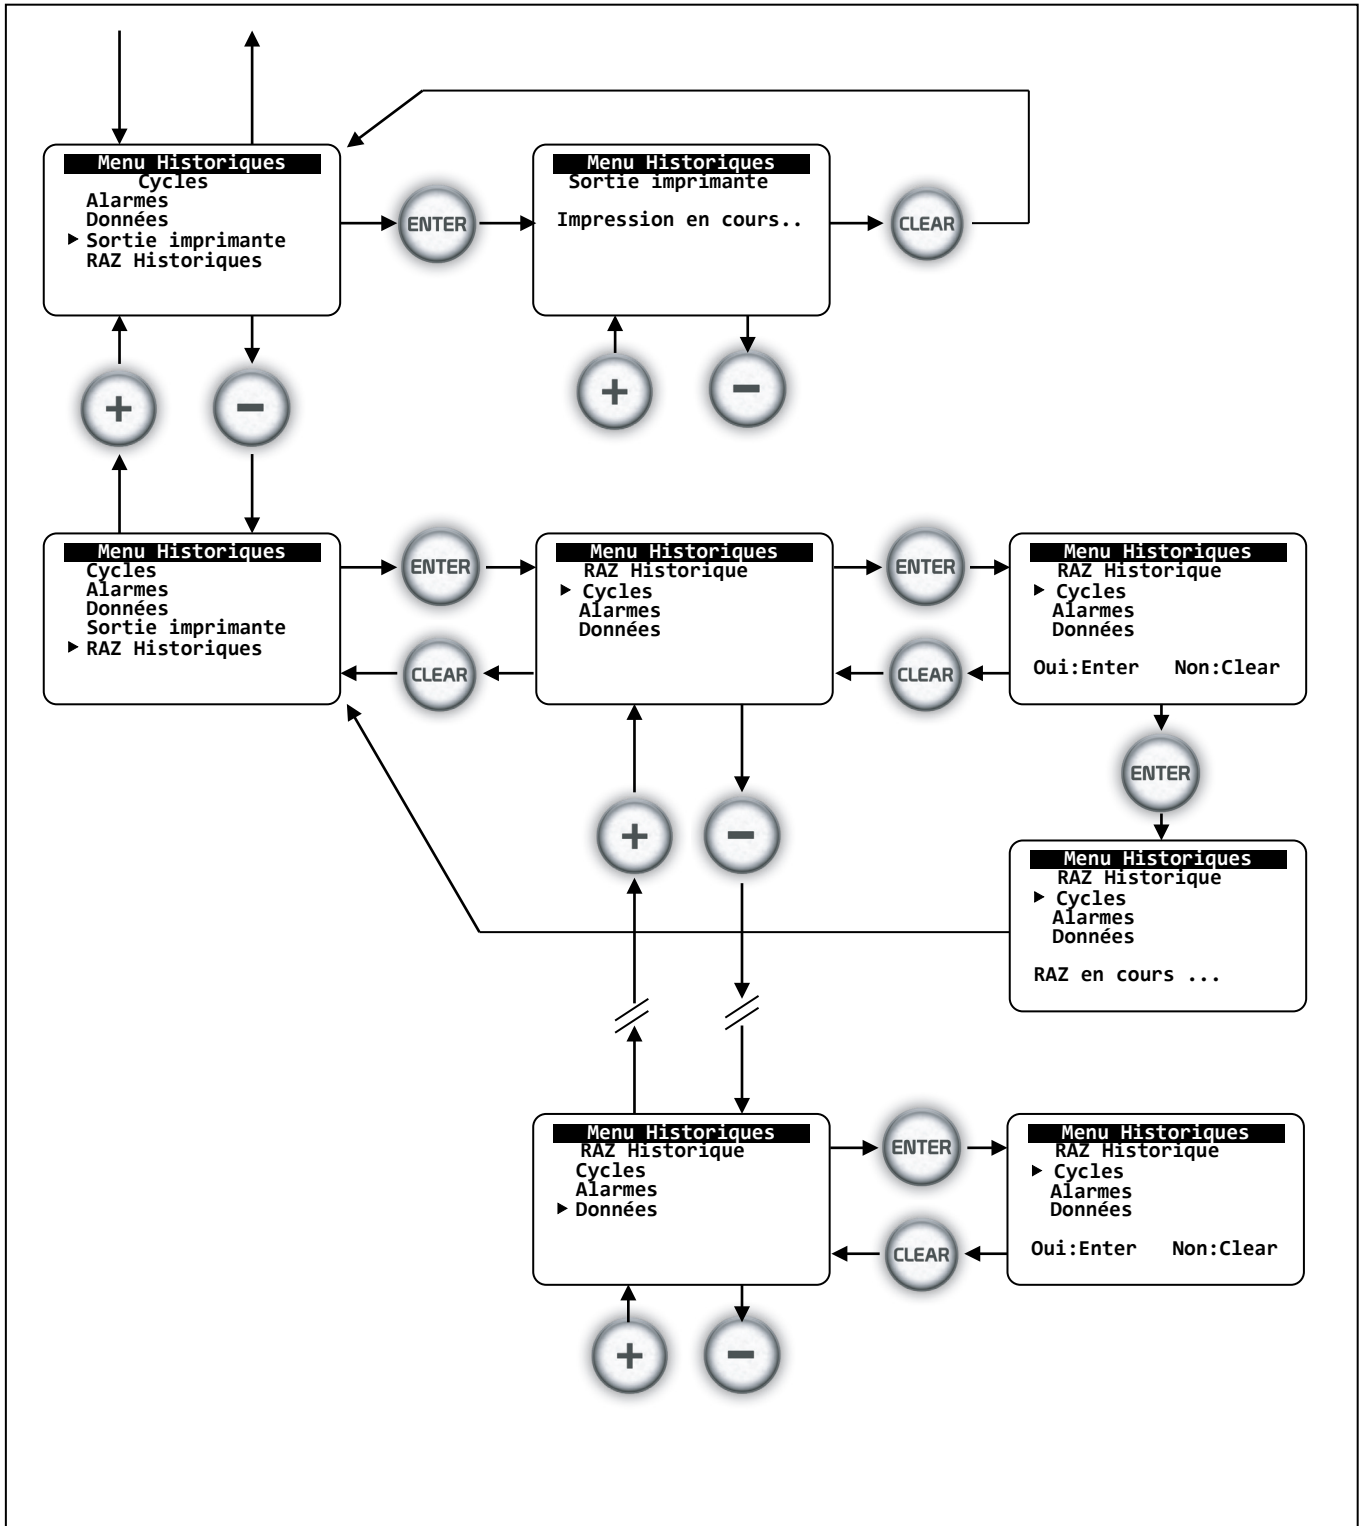 Menu Historiques
Cycles
Alarmes
Données
Sortie imprimante
RAZ Historiques
ENTER
Menu Historiques
Sortie imprimante
Impression en cours..
CLEAR
+
-
+
-
Menu Historiques
Cycles
Alarmes
Données
Sortie imprimante
RAZ Historiques
ENTER
CLEAR
Menu Historiques
RAZ Historique
Cycles
Alarmes
Données
ENTER
CLEAR
Menu Historiques
RAZ Historique
Cycles
Alarmes
Données
Oui:Enter Non:Clear
ENTER
+
-
Menu Historiques
RAZ Historique
Cycles
Alarmes
Données
RAZ en cours ...
Menu Historiques
RAZ Historique
Cycles
Alarmes
Données
ENTER
CLEAR
Menu Historiques
RAZ Historique
Cycles
Alarmes
Données
Oui:Enter Non:Clear
+
-